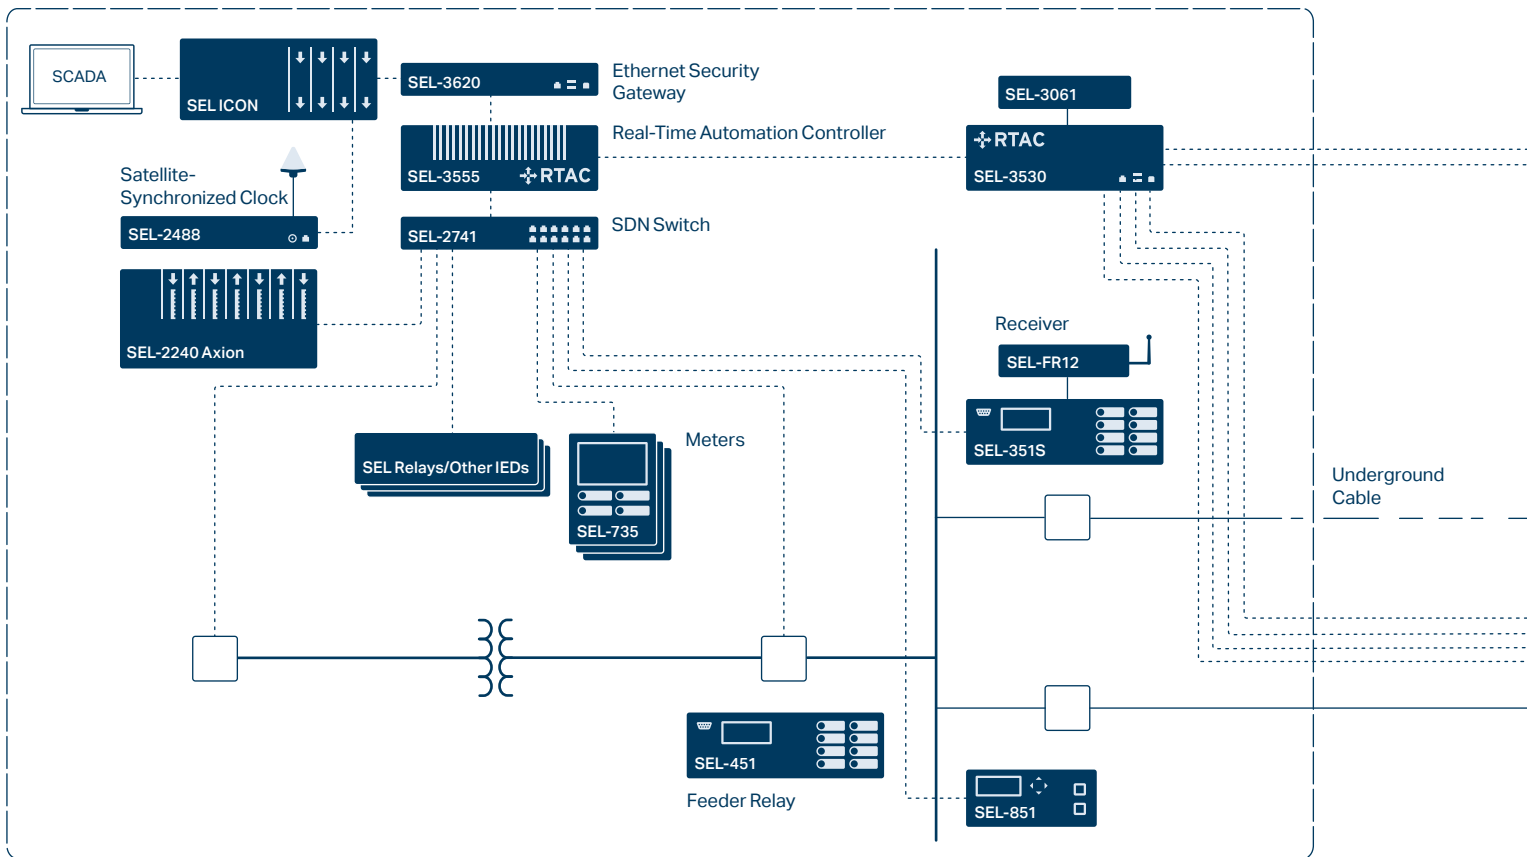 SCADA
SEL ICON
SEL-3620
Ethernet Security
Gateway
Real-Time Automation Controller
SEL-3555
RTAC
SEL-3061
RTAC
SEL-3530
Satellite-
Synchronized Clock
SEL-2488
SEL-2741
SDN Switch
SEL-2240 Axion
Receiver
SEL-FR12
SEL-351S
SEL Relays/Other IEDs
Meters
SEL-735
Underground
Cable
SEL-451
Feeder Relay
SEL-851